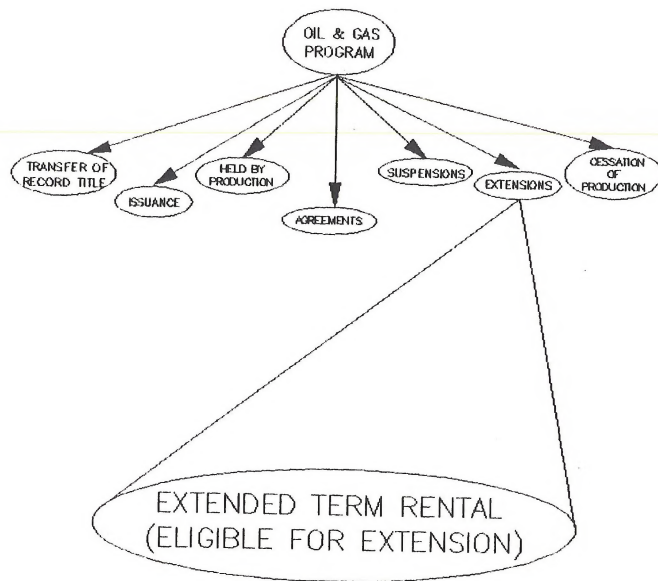 OIL & GAS
PROGRAM
TRANSFER OF
RECORD TITLE
ISSUANCE
HELD BY
PRODUCTION
AGREEMENTS
SUSPENSIONS
EXTENSIONS
CESSATION
OF
PRODUCTION
EXTENDED TERM RENTAL
(ELIGIBLE FOR EXTENSION)